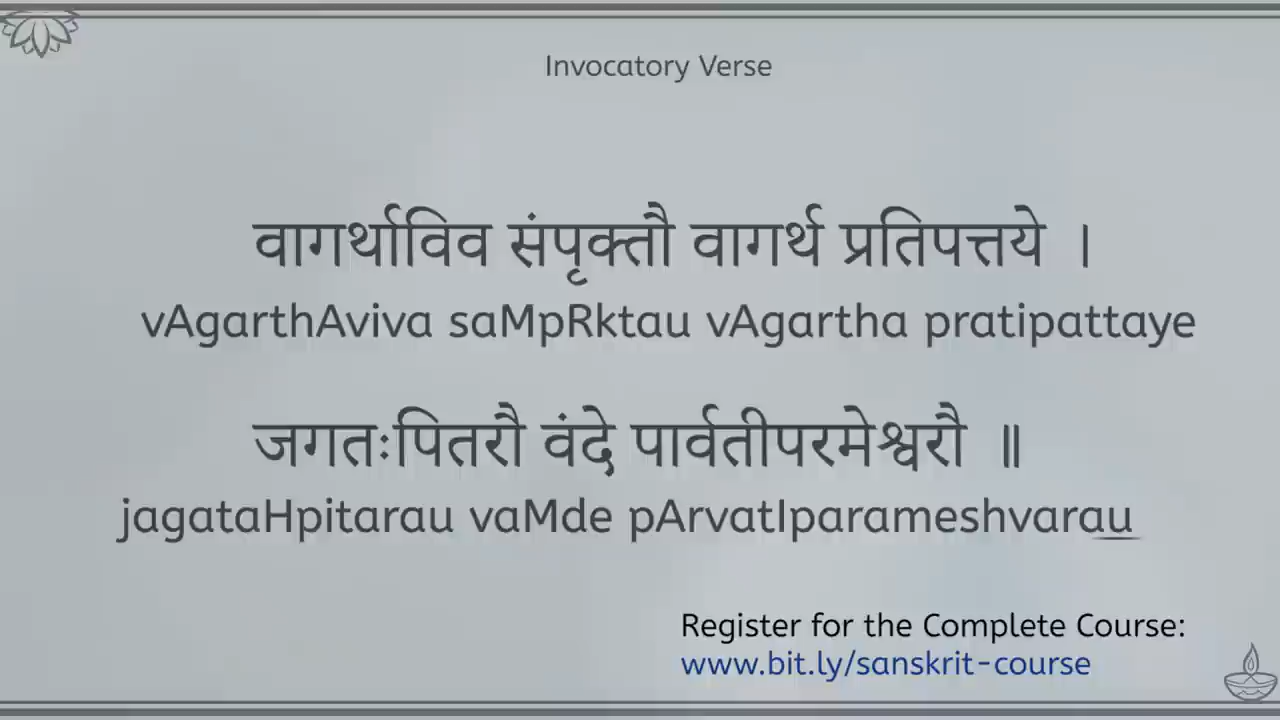 Invocatory Verse
वागर्थाविव संपृक्तौ वागर्थ प्रतिपत्तये ।
vAgarthAviva saMpRktau vAgartha pratipattaye
जगतःपितरौ वंदे पार्वतीपरमेश्वरौ ॥
jagataHpitarau vaMde pArvatIparameshvarau
Register for the Complete Course:
www.bit.ly/sanskrit-course